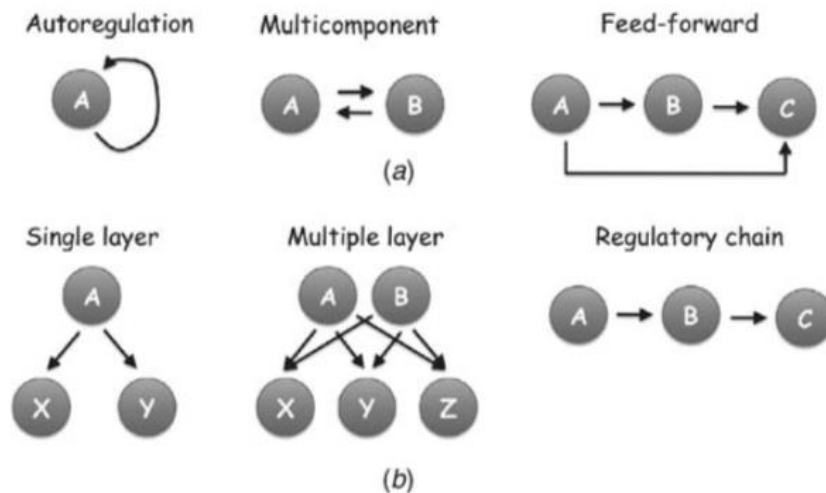 Autoregulation Multicomponent Feed-forward
A A B A B C
(a)
Single layer Multiple layer Regulatory chain
A A B A B C
X Y X Y Z
(b)